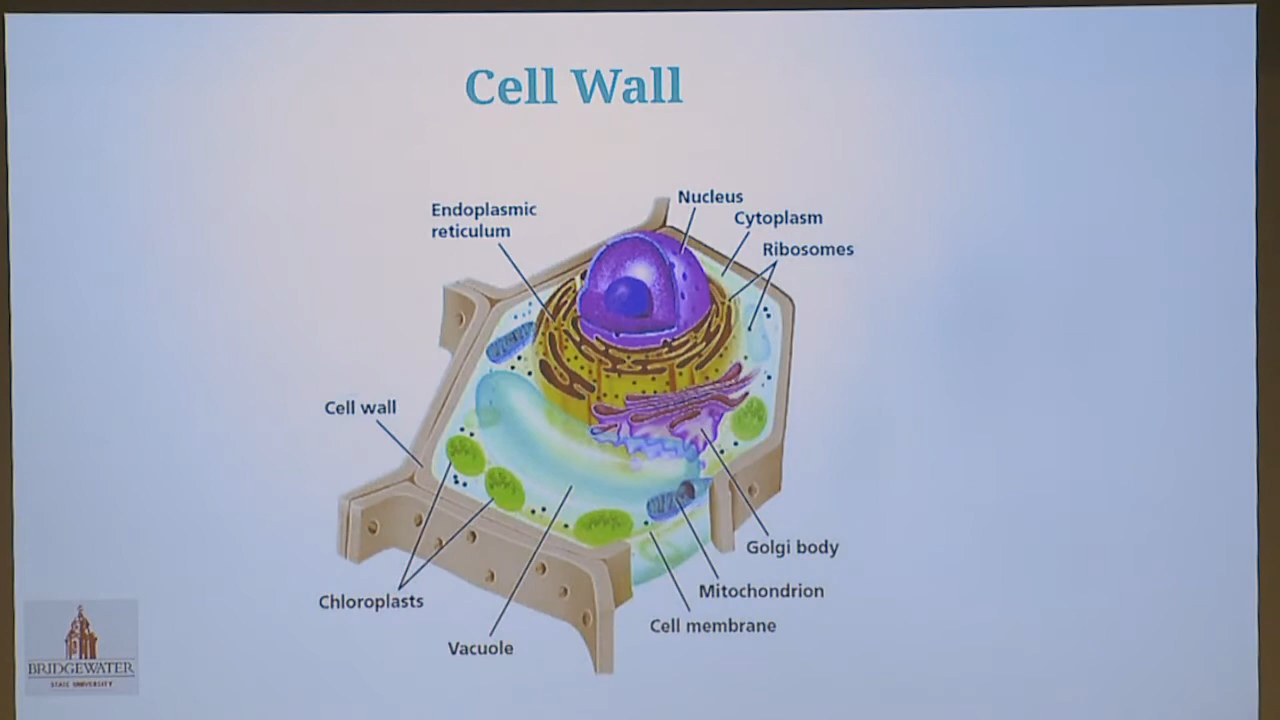 Cell Wall
Nucleus
Endoplasmic
reticulum
Cytoplasm
Ribosomes
Cell wall
Golgi body
Mitochondrion
Chloroplasts
Cell membrane
Vacuole
BRIDGEWATER
STATE UNIVERSITY